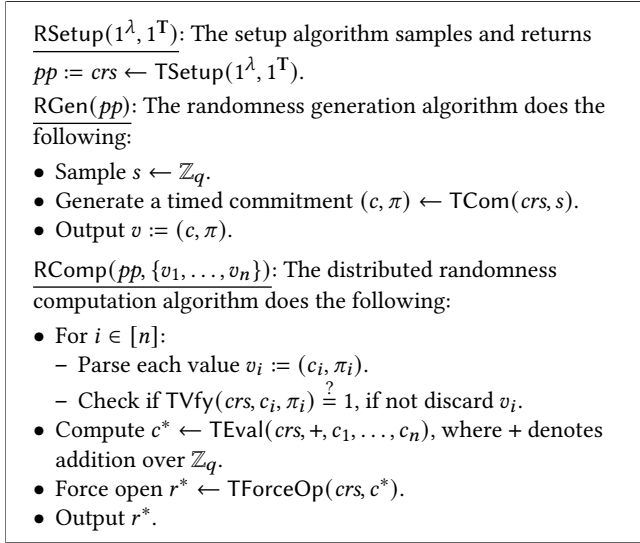 RSetup(1^λ, 1^T): The setup algorithm samples and returns
pp := crs ← TSetup(1^λ, 1^T).
RGen(pp): The randomness generation algorithm does the
following:
• Sample s ← ℤ_q.
• Generate a timed commitment (c, π) ← TCom(crs, s).
• Output v := (c, π).
RComp(pp, {v_1, . . . , v_n}): The distributed randomness
computation algorithm does the following:
• For i ∈ [n]:
– Parse each value v_i := (c_i, π_i).
– Check if TVfy(crs, c_i, π_i) ≟ 1, if not discard v_i.
• Compute c* ← TEval(crs, +, c_1, . . . , c_n), where + denotes
addition over ℤ_q.
• Force open r* ← TForceOp(crs, c*).
• Output r*.